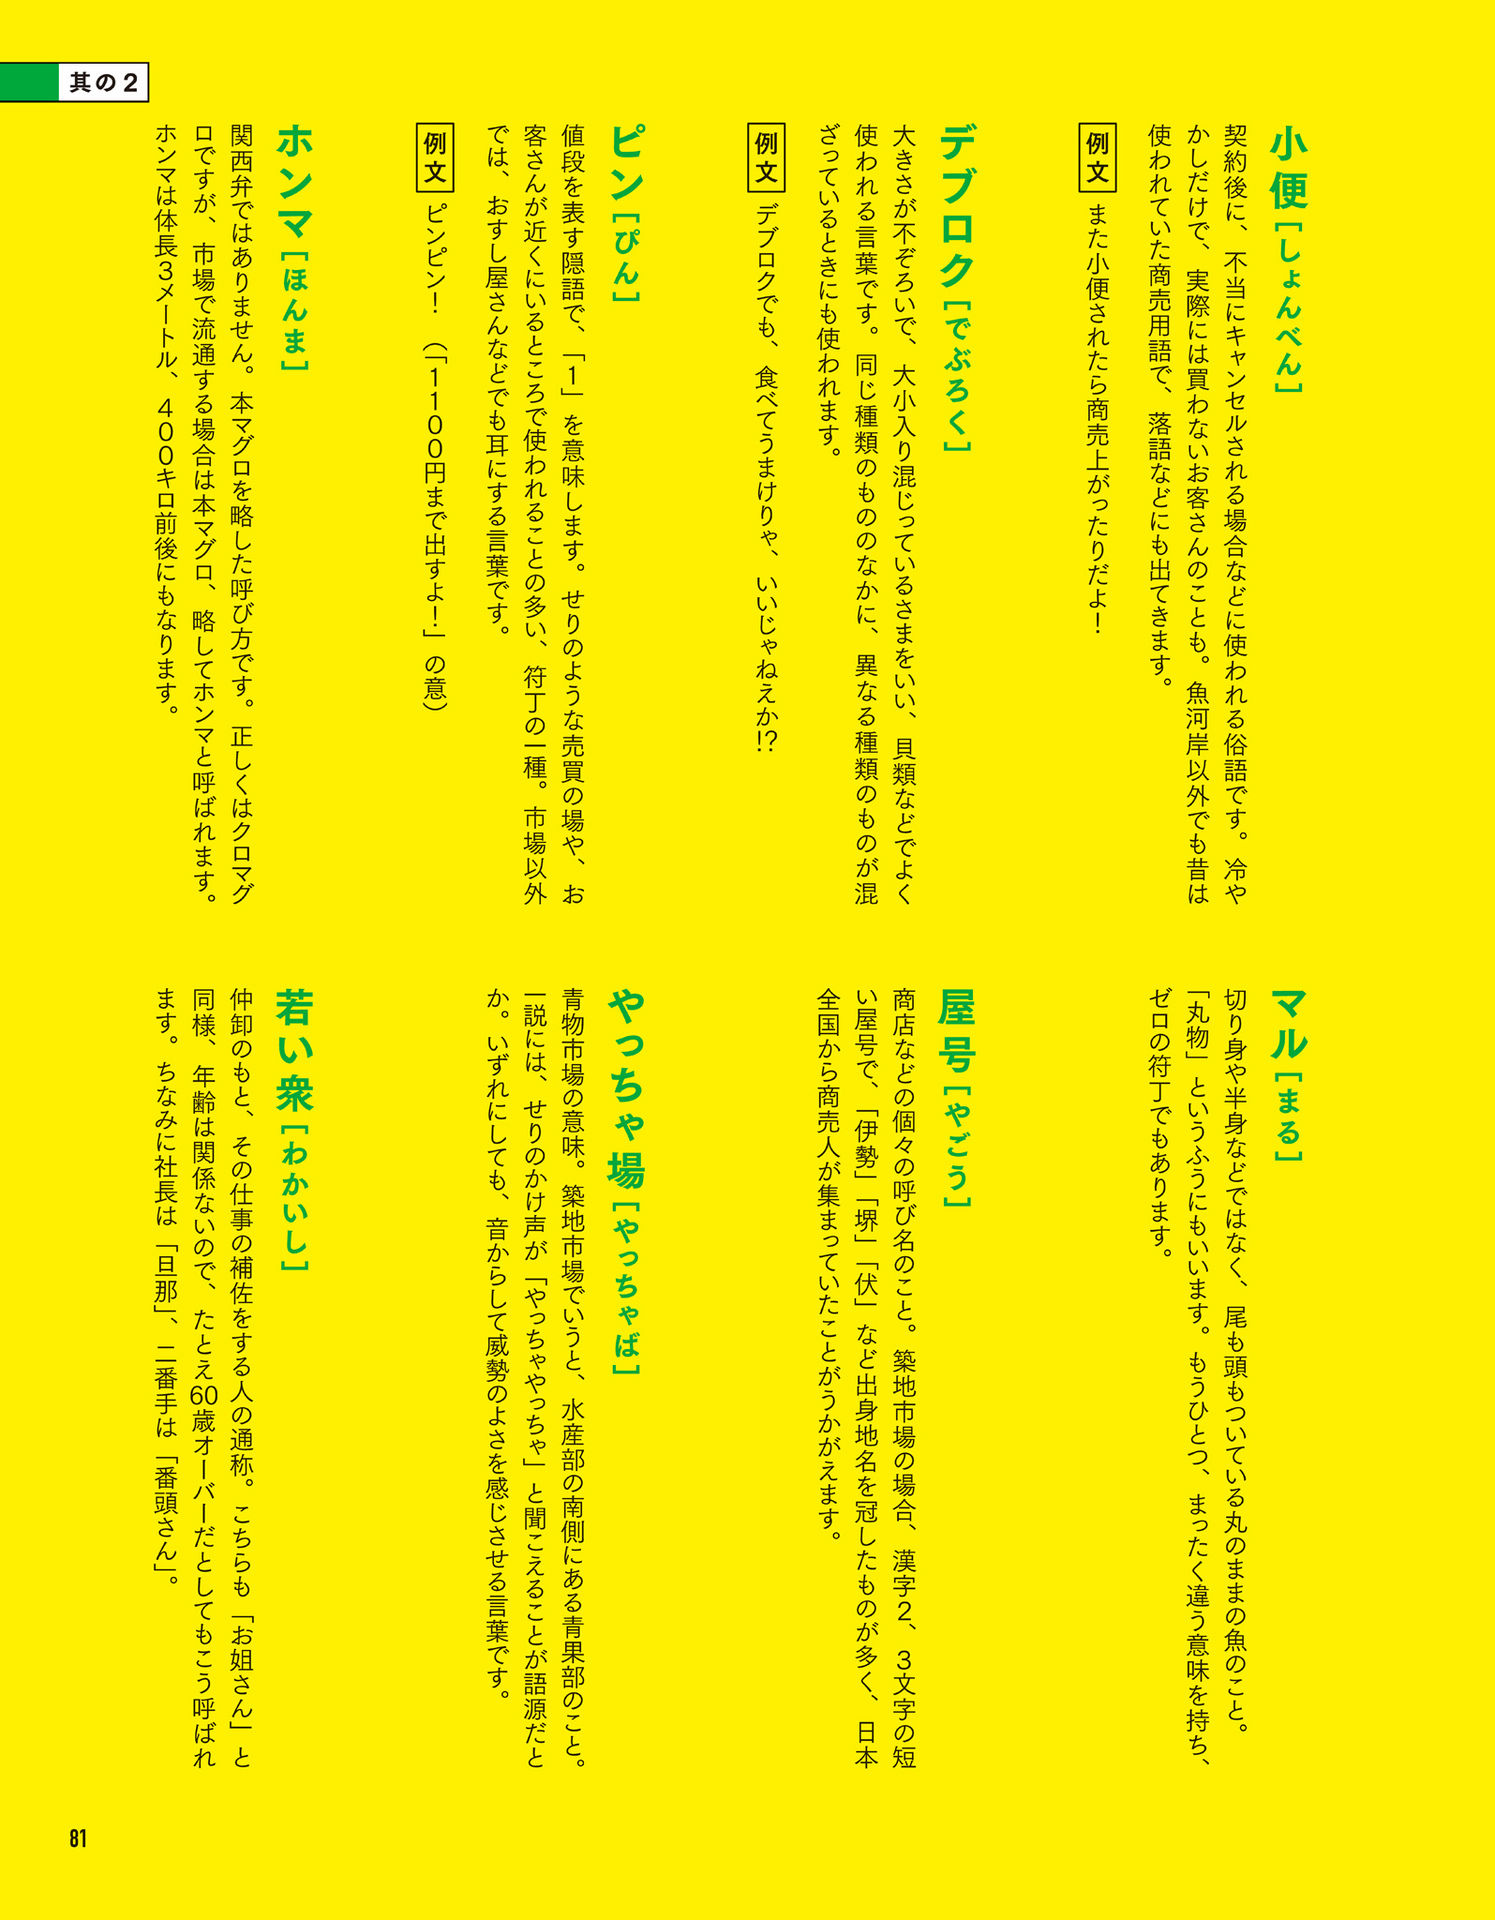 其の2
小便［しょんべん］
契約後に、不当にキャンセルされる場合などに使われる俗語です。冷や
かしだけで、実際には買わないお客さんのことも。魚河岸以外でも昔は
使われていた商売用語で、落語などにも出てきます。
例文 また小便されたら商売上がったりだよ！
デブロク［でぶろく］
大きさが不ぞろいで、大小入り混じっているさまをいい、貝類などでよく
使われる言葉です。同じ種類のもののなかに、異なる種類のものが混
ざっているときにも使われます。
例文 デブロクでも、食べてうまけりゃ、いいじゃねえか!?
ピン［ぴん］
値段を表す隠語で、「1」を意味します。せりのような売買の場や、お
客さんが近くにいるところで使われることの多い、符丁の一種。市場以外
では、おすし屋さんなどでも耳にする言葉です。
例文 ピンピン！（「1100円まで出すよ！」の意）
ホンマ［ほんま］
関西弁ではありません。本マグロを略した呼び方です。正しくはクロマグ
ロですが、市場で流通する場合は本マグロ、略してホンマと呼ばれます。
ホンマは体長3メートル、400キロ前後にもなります。
マル［まる］
切り身や半身などではなく、尾も頭もついている丸のままの魚のこと。
「丸物」というふうにもいいます。もうひとつ、まったく違う意味を持ち、
ゼロの符丁でもあります。
屋号［やごう］
商店などの個々の呼び名のこと。築地市場の場合、漢字2、3文字の短
い屋号で、「伊勢」「堺」「伏」など出身地名を冠したものが多く、日本
全国から商売人が集まっていたことがうかがえます。
やっちゃ場［やっちゃば］
青物市場の意味。築地市場でいうと、水産部の南側にある青果部のこと。
一説には、せりのかけ声が「やっちゃやっちゃ」と聞こえることが語源だと
か。いずれにしても、音からして威勢のよさを感じさせる言葉です。
若い衆［わかいし］
仲卸のもと、その仕事の補佐をする人の通称。こちらも「お姐さん」と
同様、年齢は関係ないので、たとえ60歳オーバーだとしてもこう呼ばれ
ます。ちなみに社長は「旦那」、二番手は「番頭さん」。
81